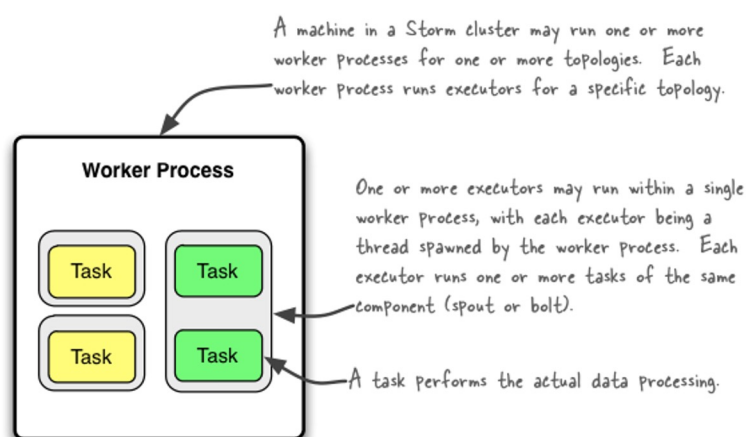 A machine in a Storm cluster may run one or more
worker processes for one or more topologies. Each
worker process runs executors for a specific topology.
Worker Process
One or more executors may run within a single
worker process, with each executor being a
thread spawned by the worker process. Each
executor runs one or more tasks of the same
component (spout or bolt).
Task
Task
Task
Task
A task performs the actual data processing.